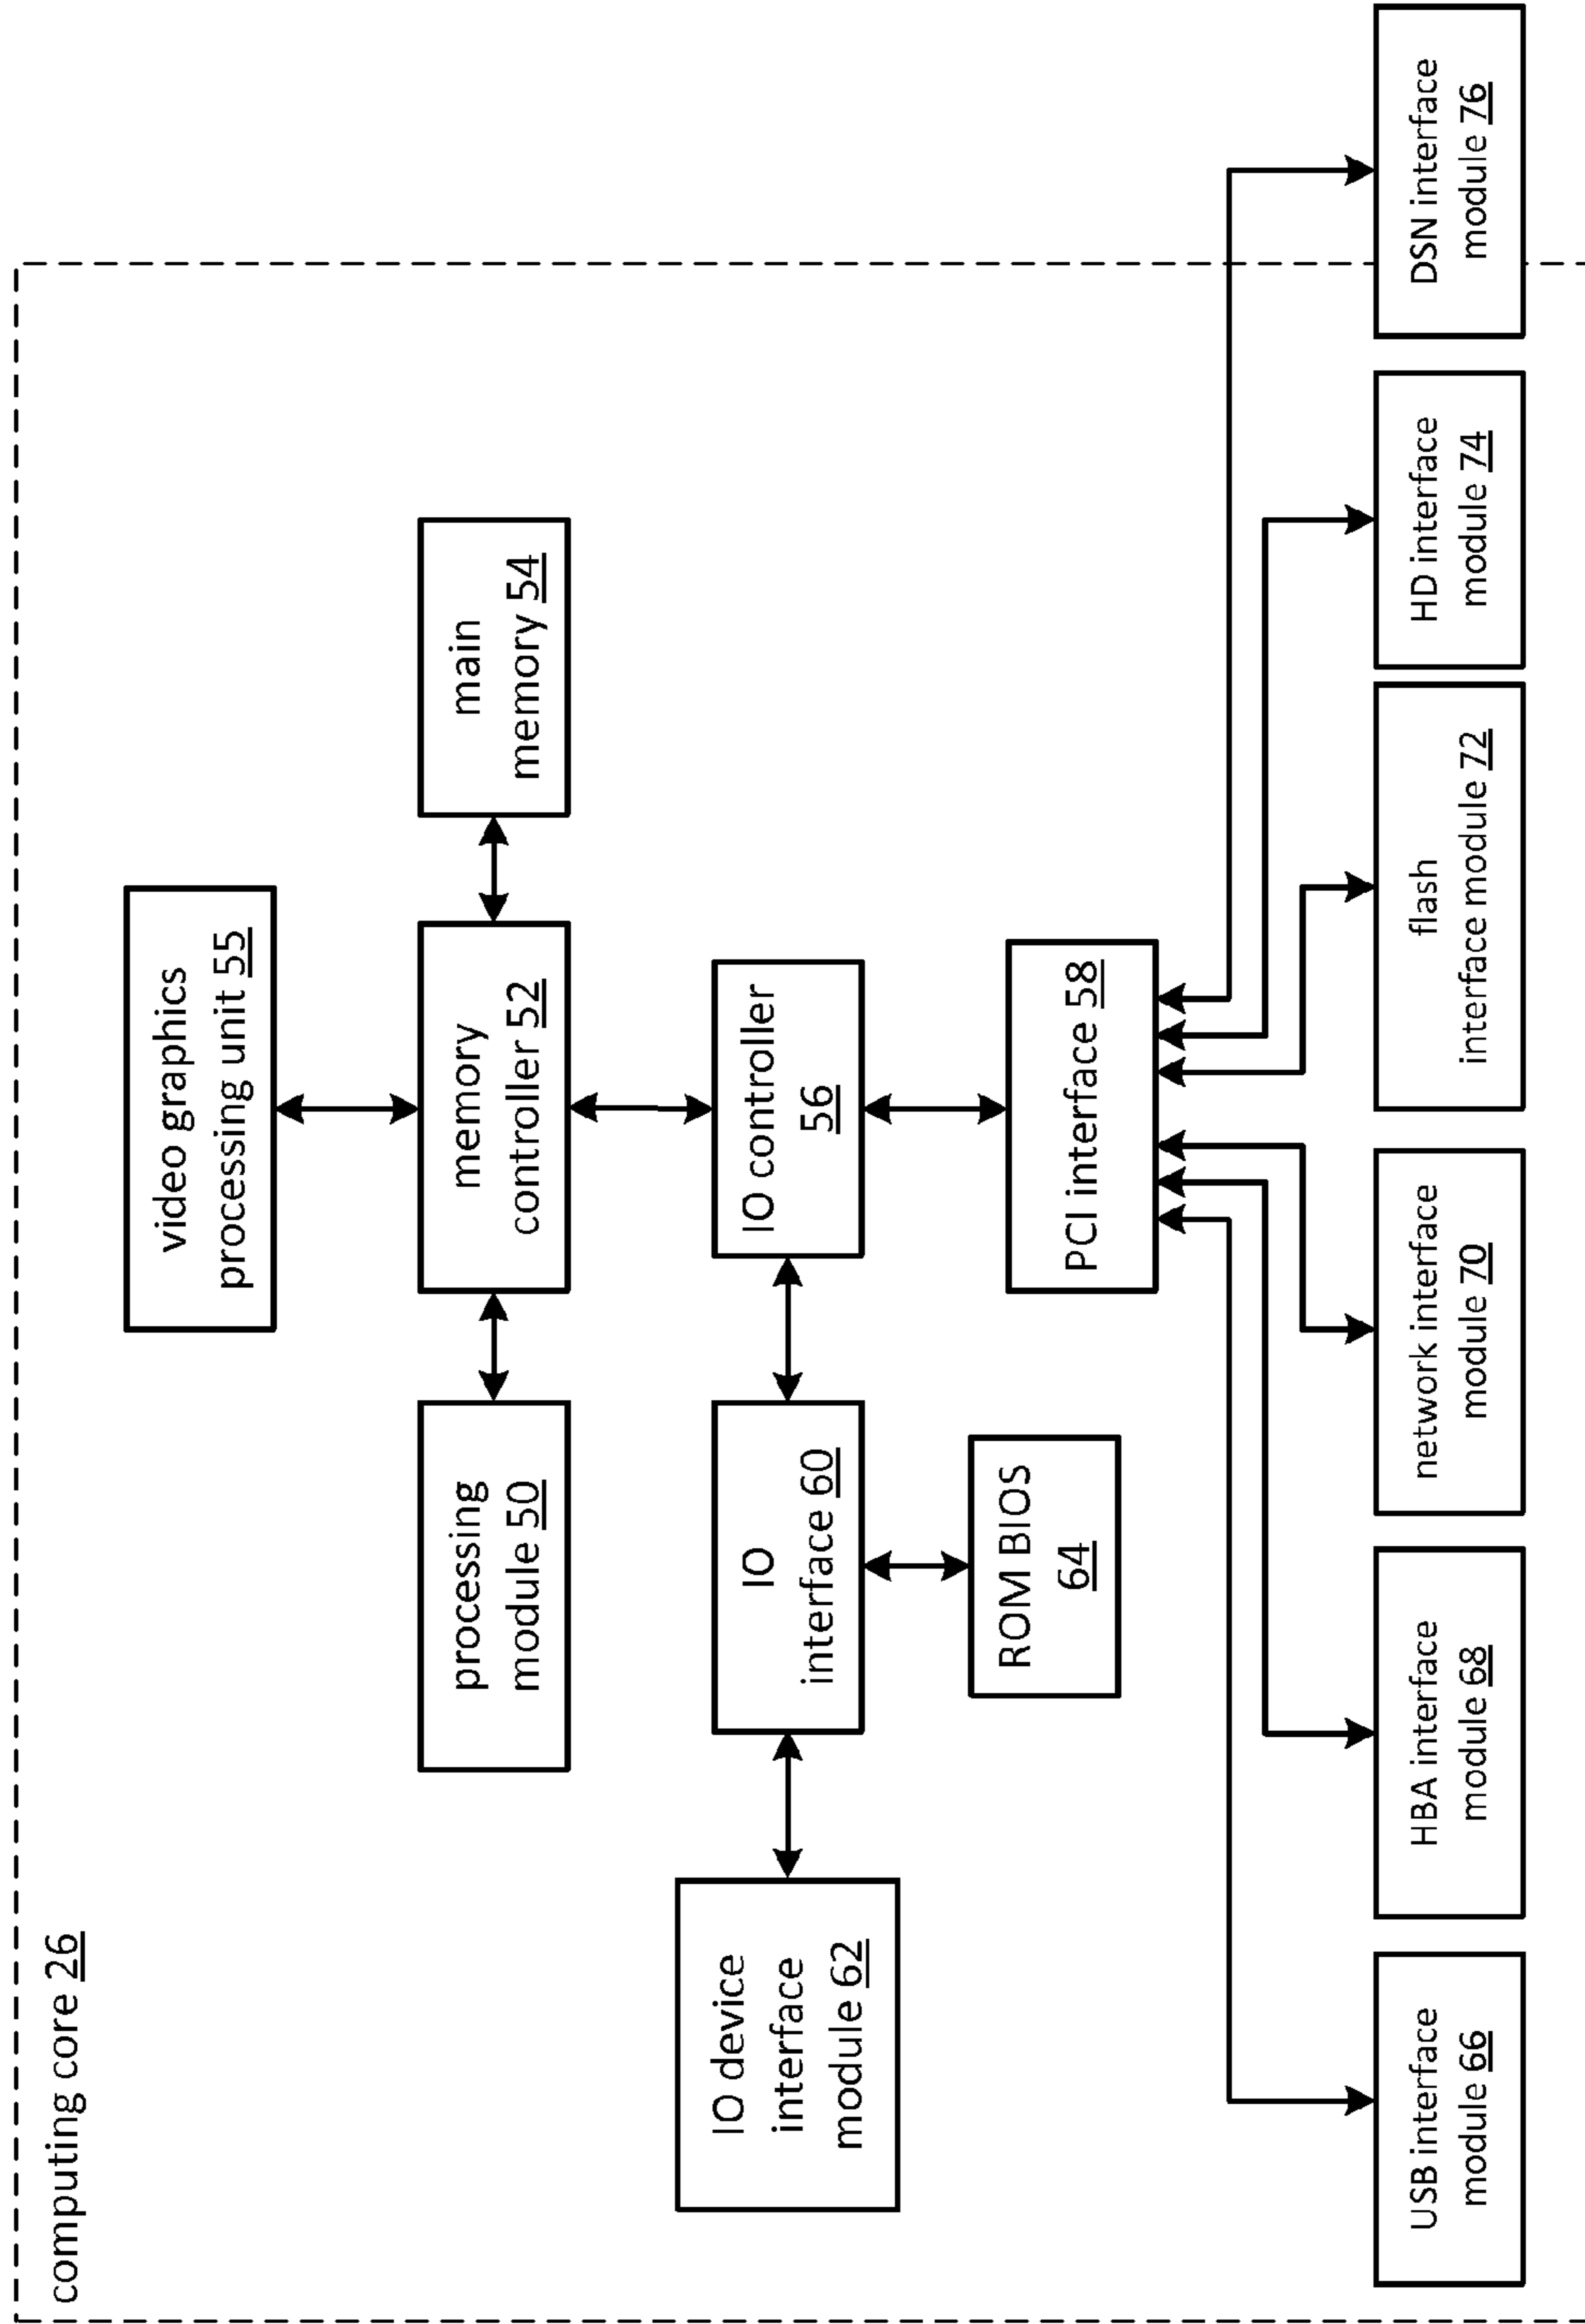 computing core 26
video graphics
processing unit 55
processing
module 50
memory
controller 52
main
memory 54
IO device
interface
module 62
IO
interface 60
IO controller
56
ROM BIOS
64
PCI interface 58
USB interface
module 66
HBA interface
module 68
network interface
module 70
flash
interface module 72
HD interface
module 74
DSN interface
module 76